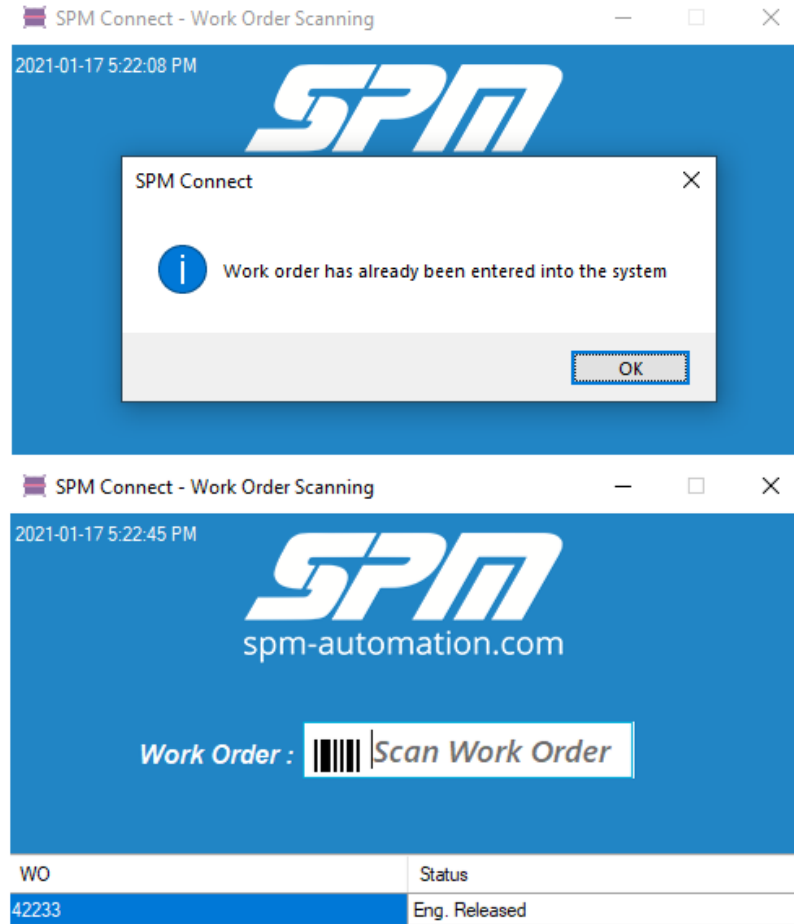 SPM Connect - Work Order Scanning
2021-01-17 5:22:08 PM
SPM
SPM Connect
Work order has already been entered into the system
OK
SPM Connect - Work Order Scanning
2021-01-17 5:22:45 PM
SPM
spm-automation.com
Work Order : Scan Work Order
WO Status
42233 Eng. Released